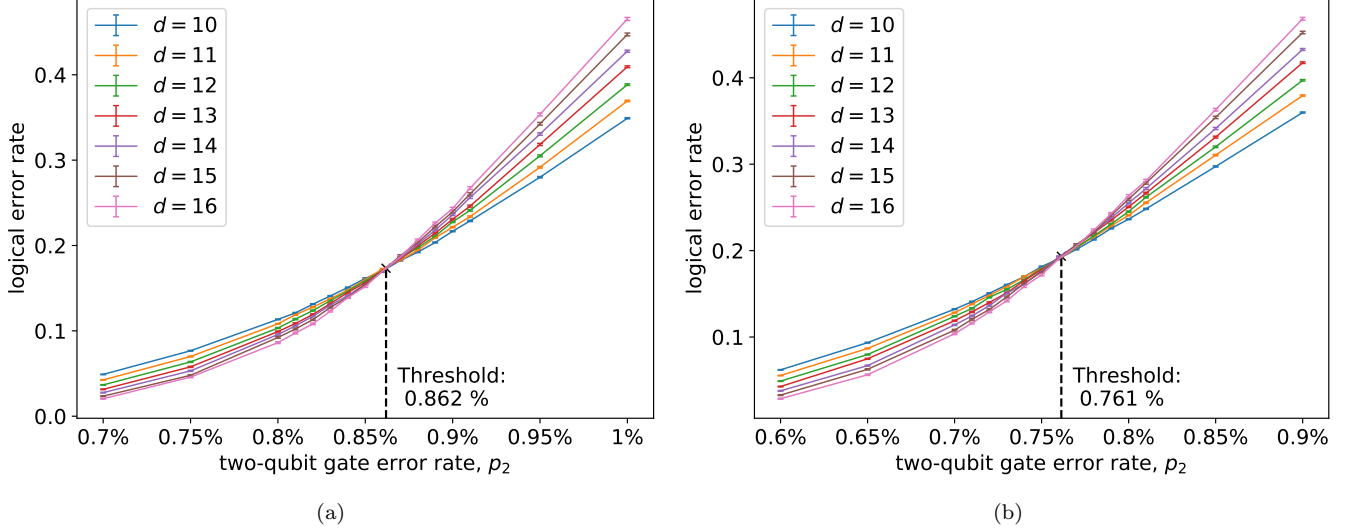 d = 10
d = 11
d = 12
d = 13
d = 14
d = 15
d = 16
0.4
0.3
0.2
0.1
0.0
logical error rate
Threshold:
0.862 %
0.7% 0.75% 0.8% 0.85% 0.9% 0.95% 1%
two-qubit gate error rate, p₂
(a)
d = 10
d = 11
d = 12
d = 13
d = 14
d = 15
d = 16
0.4
0.3
0.2
0.1
logical error rate
Threshold:
0.761 %
0.6% 0.65% 0.7% 0.75% 0.8% 0.85% 0.9%
two-qubit gate error rate, p₂
(b)